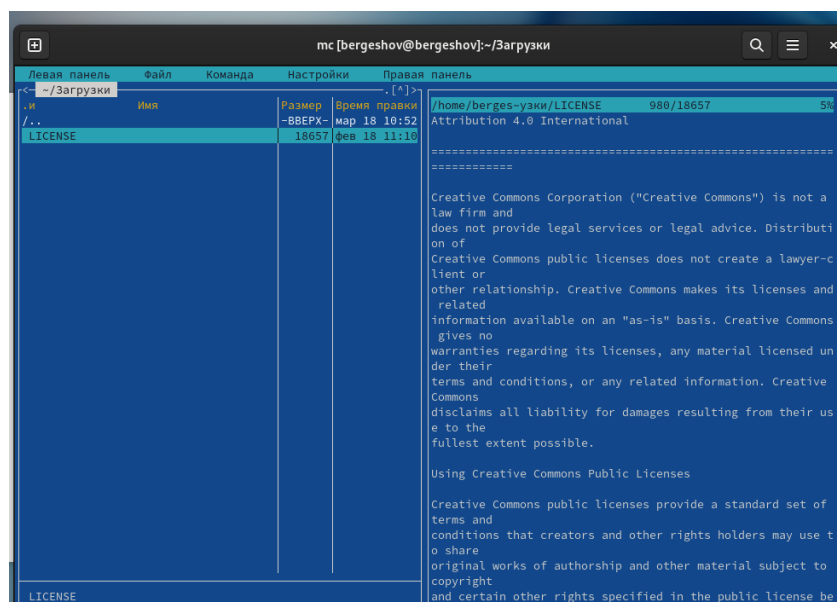 mc [bergeshov@bergeshov]:~/Загрузки
Левая панель Файл Команда Настройки Правая панель
<— ~/Загрузки .[^]>
.и Имя Размер Время правки
/.. -ВВЕРХ- мар 18 10:52
LICENSE 18657 фев 18 11:10
LICENSE
/home/berges~узки/LICENSE 980/18657 5%
Attribution 4.0 International
===========================================================
============
Creative Commons Corporation ("Creative Commons") is not a
law firm and
does not provide legal services or legal advice. Distributi
on of
Creative Commons public licenses does not create a lawyer-c
lient or
other relationship. Creative Commons makes its licenses and
related
information available on an "as-is" basis. Creative Commons
gives no
warranties regarding its licenses, any material licensed un
der their
terms and conditions, or any related information. Creative
Commons
disclaims all liability for damages resulting from their us
e to the
fullest extent possible.
Using Creative Commons Public Licenses
Creative Commons public licenses provide a standard set of
terms and
conditions that creators and other rights holders may use t
o share
original works of authorship and other material subject to
copyright
and certain other rights specified in the public license be